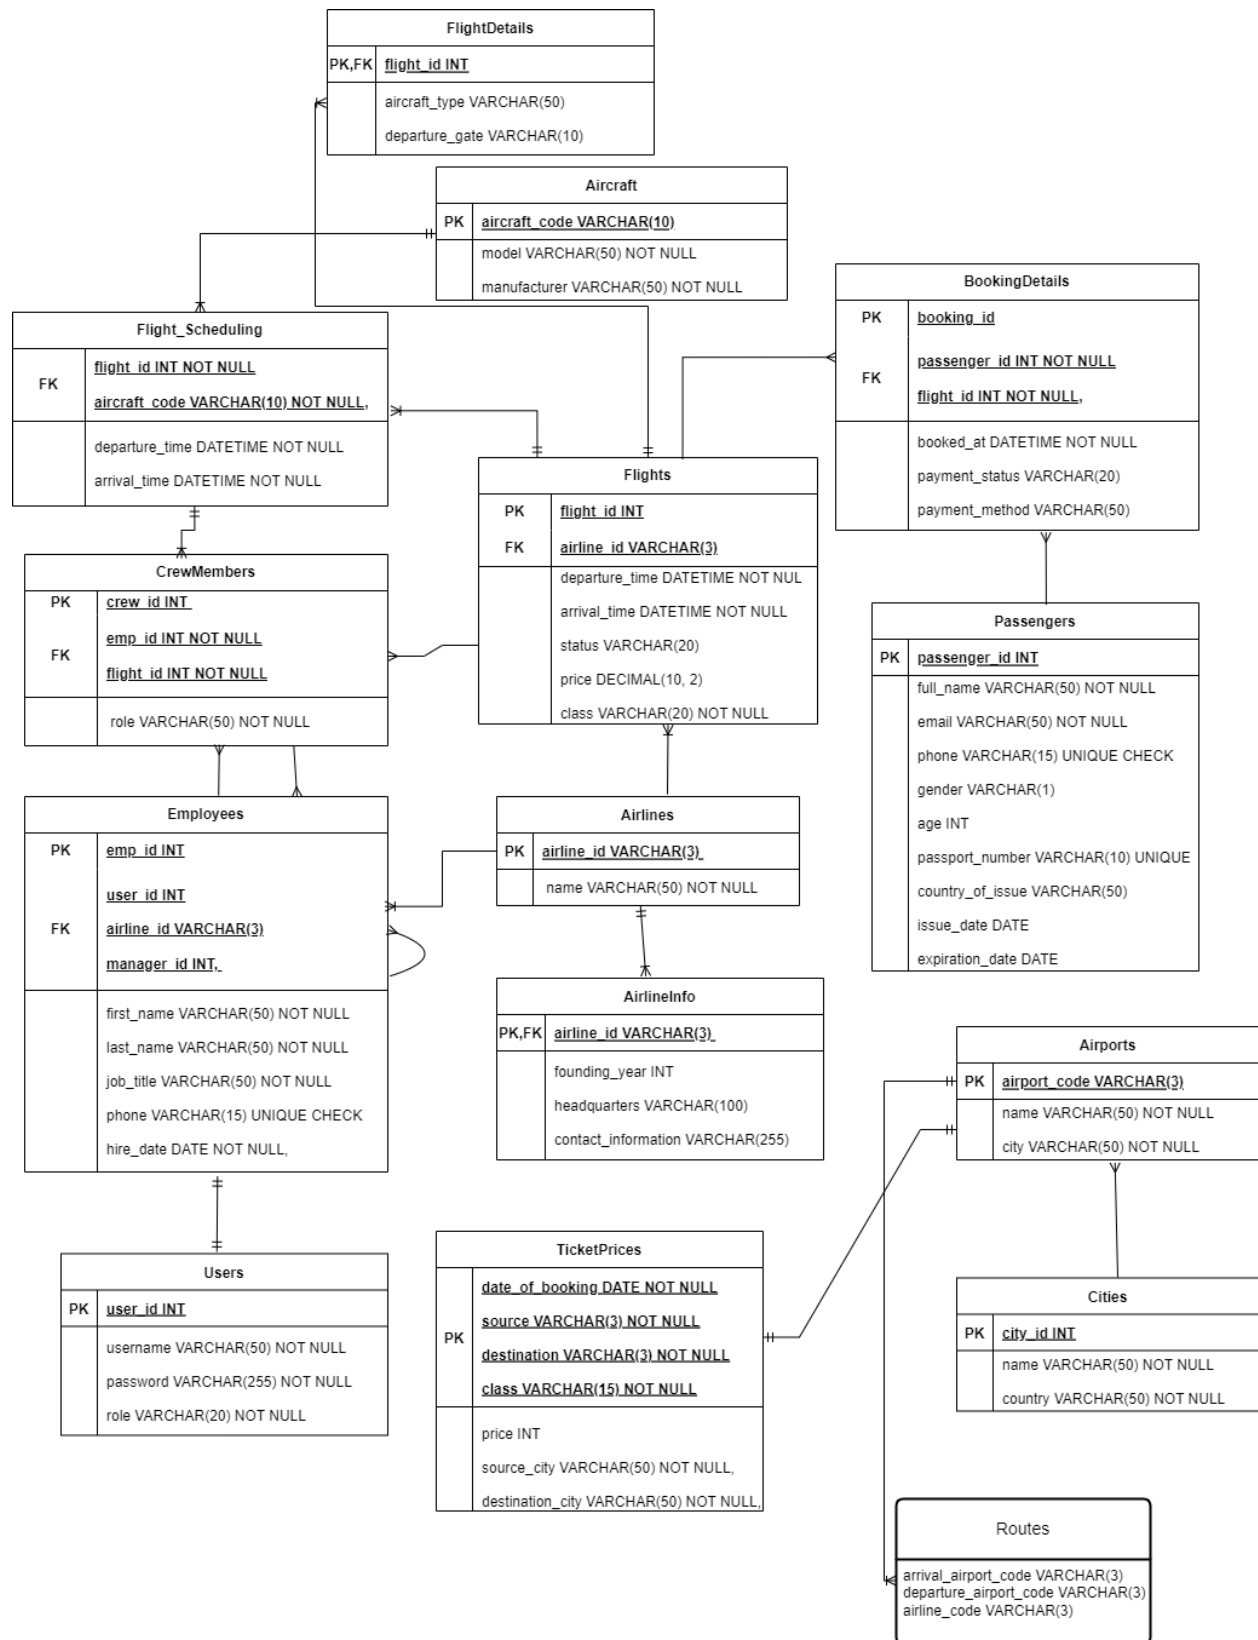 FlightDetails
PK,FK flight_id INT
aircraft_type VARCHAR(50)
departure_gate VARCHAR(10)
Aircraft
PK aircraft_code VARCHAR(10)
model VARCHAR(50) NOT NULL
manufacturer VARCHAR(50) NOT NULL
Flight_Scheduling
flight_id INT NOT NULL
FK
aircraft_code VARCHAR(10) NOT NULL,
departure_time DATETIME NOT NULL
arrival_time DATETIME NOT NULL
BookingDetails
PK booking_id
passenger_id INT NOT NULL
FK
flight_id INT NOT NULL,
booked_at DATETIME NOT NULL
payment_status VARCHAR(20)
payment_method VARCHAR(50)
Flights
PK flight_id INT
FK airline_id VARCHAR(3)
departure_time DATETIME NOT NUL
arrival_time DATETIME NOT NULL
status VARCHAR(20)
price DECIMAL(10, 2)
class VARCHAR(20) NOT NULL
CrewMembers
PK crew_id INT
emp_id INT NOT NULL
FK
flight_id INT NOT NULL
role VARCHAR(50) NOT NULL
Passengers
PK passenger_id INT
full_name VARCHAR(50) NOT NULL
email VARCHAR(50) NOT NULL
phone VARCHAR(15) UNIQUE CHECK
gender VARCHAR(1)
age INT
passport_number VARCHAR(10) UNIQUE
country_of_issue VARCHAR(50)
issue_date DATE
expiration_date DATE
Employees
PK emp_id INT
user_id INT
FK airline_id VARCHAR(3)
manager_id INT,
first_name VARCHAR(50) NOT NULL
last_name VARCHAR(50) NOT NULL
job_title VARCHAR(50) NOT NULL
phone VARCHAR(15) UNIQUE CHECK
hire_date DATE NOT NULL,
Airlines
PK airline_id VARCHAR(3)
name VARCHAR(50) NOT NULL
AirlineInfo
PK,FK airline_id VARCHAR(3)
founding_year INT
headquarters VARCHAR(100)
contact_information VARCHAR(255)
Airports
PK airport_code VARCHAR(3)
name VARCHAR(50) NOT NULL
city VARCHAR(50) NOT NULL
Users
PK user_id INT
username VARCHAR(50) NOT NULL
password VARCHAR(255) NOT NULL
role VARCHAR(20) NOT NULL
TicketPrices
date_of_booking DATE NOT NULL
source VARCHAR(3) NOT NULL
PK
destination VARCHAR(3) NOT NULL
class VARCHAR(15) NOT NULL
price INT
source_city VARCHAR(50) NOT NULL,
destination_city VARCHAR(50) NOT NULL,
Cities
PK city_id INT
name VARCHAR(50) NOT NULL
country VARCHAR(50) NOT NULL
Routes
arrival_airport_code VARCHAR(3)
departure_airport_code VARCHAR(3)
airline_code VARCHAR(3)